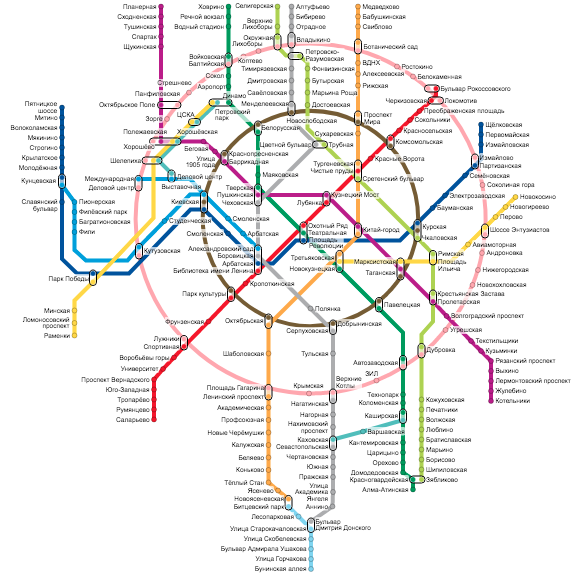 Планерная
Сходненская
Тушинская
Спартак
Щукинская
Стрешнево
Панфиловская
Октябрьское Поле
Зорге
Полежаевская
Хорошёво
Хорошёвская
Шелепиха
Ховрино
Речной вокзал
Водный стадион
Войковская
Балтийская
Коптево
Сокол
Аэропорт
Динамо
Петровский
парк
ЦСКА
Беговая
Улица
1905 года
Селигерская
Верхние
Лихоборы
Окружная
Лихоборы
Алтуфьево
Бибирево
Отрадное
Владыкино
Петровско-
Разумовская
Тимирязевская
Фонвизинская
Дмитровская
Бутырская
Савёловская
Марьина Роща
Менделеевская
Достоевская
Новослободская
Медведково
Бабушкинская
Свиблово
Ботанический сад
ВДНХ
Алексеевская
Рижская
Проспект
Мира
Сухаревская
Ростокино
Белокаменная
Бульвар Рокоссовского
Черкизовская
Локомотив
Преображенская площадь
Сокольники
Красносельская
Комсомольская
Красные Ворота
Тургеневская
Чистые пруды
Сретенский бульвар
Цветной бульвар
Трубная
Белорусская
Краснопресненская
Баррикадная
Маяковская
Тверская
Пушкинская
Чеховская
Кузнецкий Мост
Лубянка
Охотный Ряд
Театральная
Площадь
Революции
Китай-город
Пятницкое
шоссе
Митино
Волоколамская
Мякинино
Строгино
Крылатское
Молодёжная
Кунцевская
Славянский
бульвар
Пионерская
Филёвский парк
Багратионовская
Фили
Парк Победы
Минская
Ломоносовский
проспект
Раменки
Международная
Деловой центр
Деловой центр
Выставочная
Киевская
Студенческая
Кутузовская
Смоленская
Смоленская
Арбатская
Александровский сад
Боровицкая
Арбатская
Библиотека имени Ленина
Кропоткинская
Парк культуры
Фрунзенская
Лужники
Спортивная
Воробьёвы горы
Университет
Проспект Вернадского
Юго-Западная
Тропарёво
Румянцево
Саларьево
Щёлковская
Первомайская
Измайловская
Измайлово
Партизанская
Семёновская
Соколиная гора
Электрозаводская
Бауманская
Курская
Чкаловская
Новокосино
Новогиреево
Перово
Шоссе Энтузиастов
Авиамоторная
Андроновка
Нижегородская
Новохохловская
Римская
Площадь
Ильича
Марксистская
Таганская
Крестьянская Застава
Пролетарская
Волгоградский проспект
Угрешская
Текстильщики
Кузьминки
Рязанский проспект
Выхино
Лермонтовский проспект
Жулебино
Котельники
Дубровка
Третьяковская
Новокузнецкая
Павелецкая
Полянка
Добрынинская
Серпуховская
Октябрьская
Шаболовская
Тульская
Автозаводская
ЗИЛ
Верхние
Котлы
Крымская
Площадь Гагарина
Ленинский проспект
Академическая
Профсоюзная
Новые Черёмушки
Калужская
Беляево
Коньково
Тёплый Стан
Ясенево
Новоясеневская
Битцевский парк
Лесопарковая
Улица Старокачаловская
Улица Скобелевская
Бульвар Адмирала Ушакова
Улица Горчакова
Бунинская аллея
Бульвар
Дмитрия Донского
Нагатинская
Нагорная
Нахимовский
проспект
Каховская
Севастопольская
Чертановская
Южная
Пражская
Улица
Академика
Янгеля
Аннино
Технопарк
Коломенская
Каширская
Варшавская
Кантемировская
Царицыно
Орехово
Домодедовская
Красногвардейская
Алма-Атинская
Кожуховская
Печатники
Волжская
Люблино
Братиславская
Марьино
Борисово
Шипиловская
Зябликово